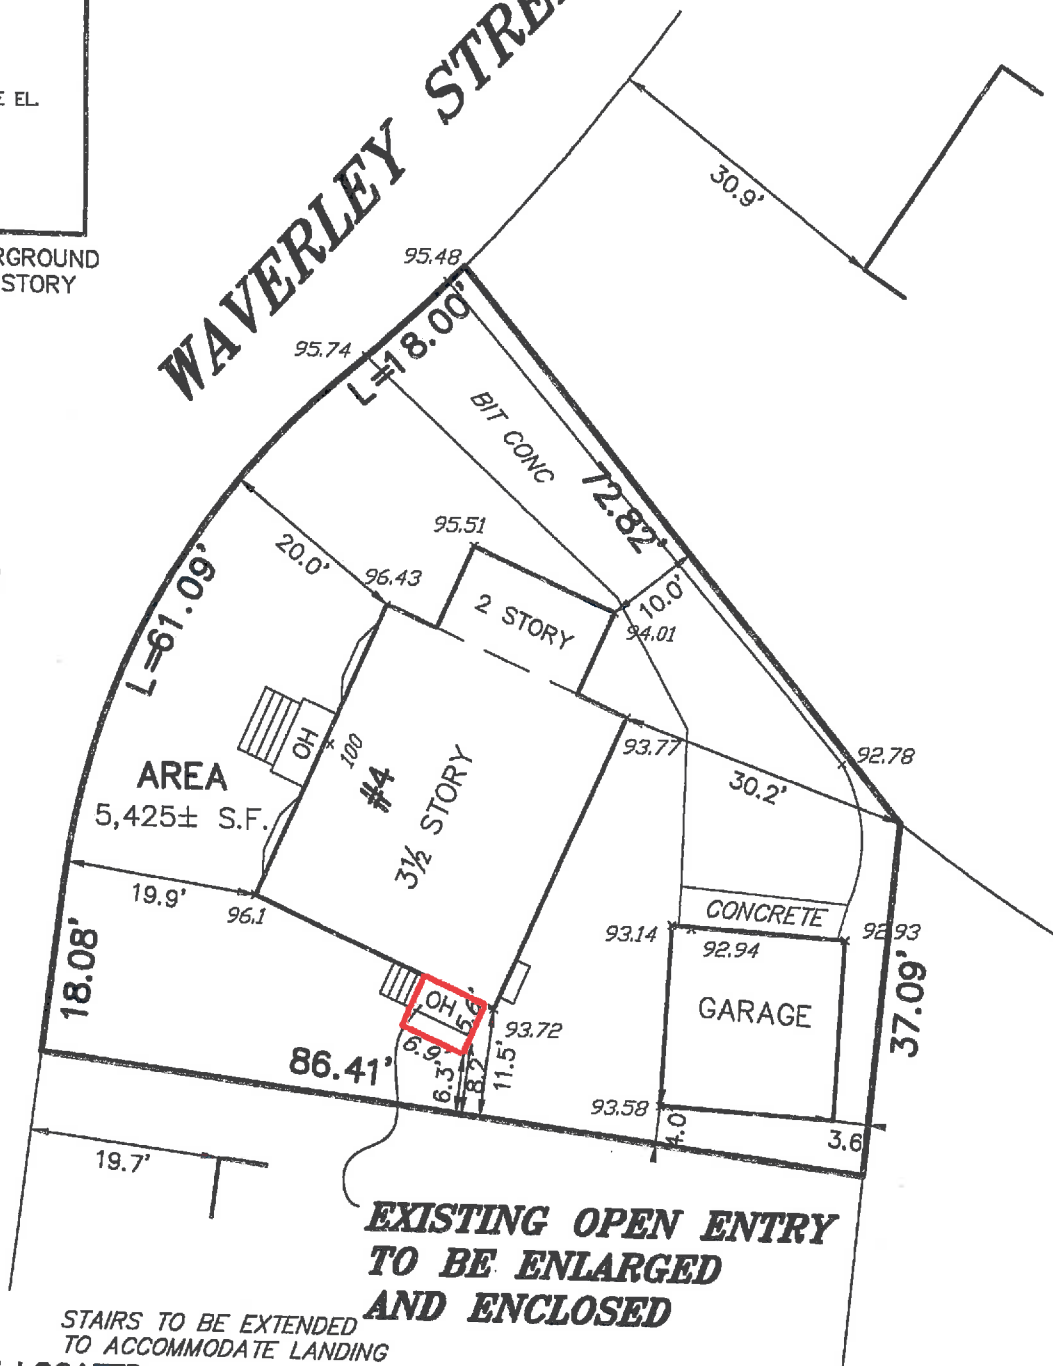 E EL.
RGROUND
STORY
WAVERLEY STRE
30.9'
95.48
95.74
L=18.00'
BIT CONC
72.82'
95.51
20.0'
96.43
2 STORY
10.0'
94.01
L=61.09'
OH
100
#4
3½ STORY
93.77
30.2'
92.78
AREA
5,425± S.F.
19.9'
96.1
CONCRETE
93.14
92.94
92.93
GARAGE
18.08'
37.09'
OH
5.6'
6.9'
93.72
6.3'
8.2'
11.5'
86.41'
93.58
4.0'
3.6
19.7'
EXISTING OPEN ENTRY
TO BE ENLARGED
AND ENCLOSED
STAIRS TO BE EXTENDED
TO ACCOMMODATE LANDING